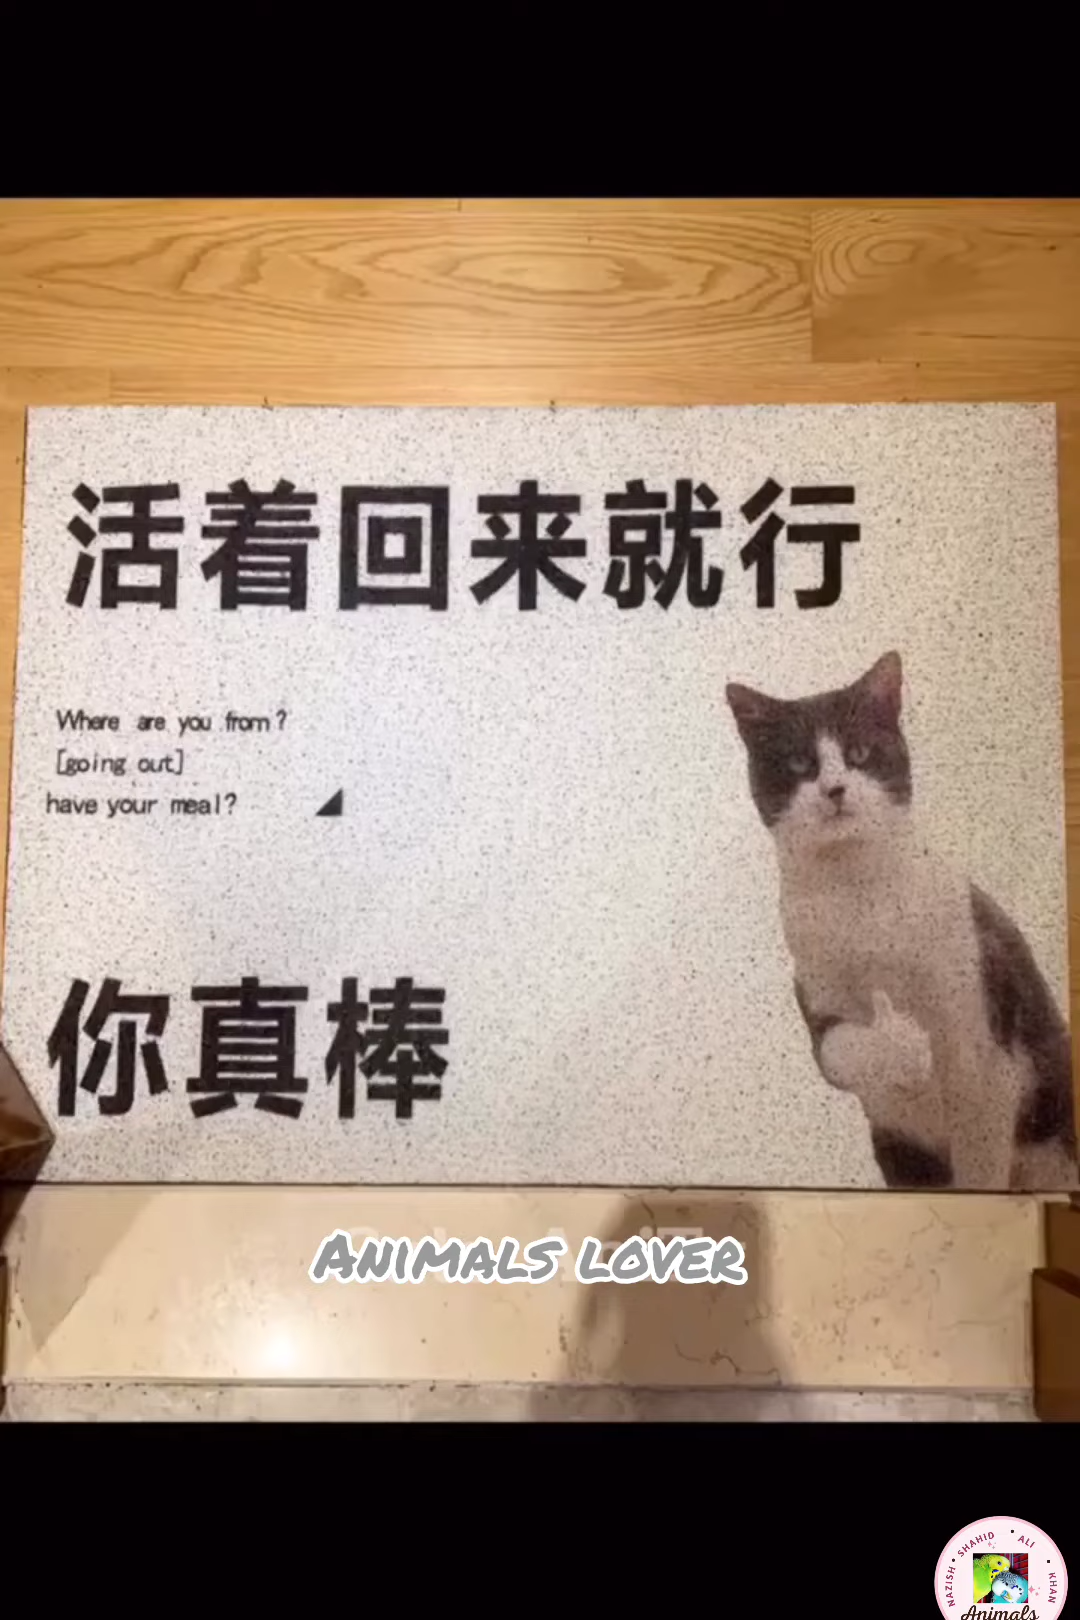 活着回来就行
Where are you from?
[going out]
have your meal?
你真棒
ANIMALS LOVER
NAZISH • SHAHID • ALI • KHAN
Animals